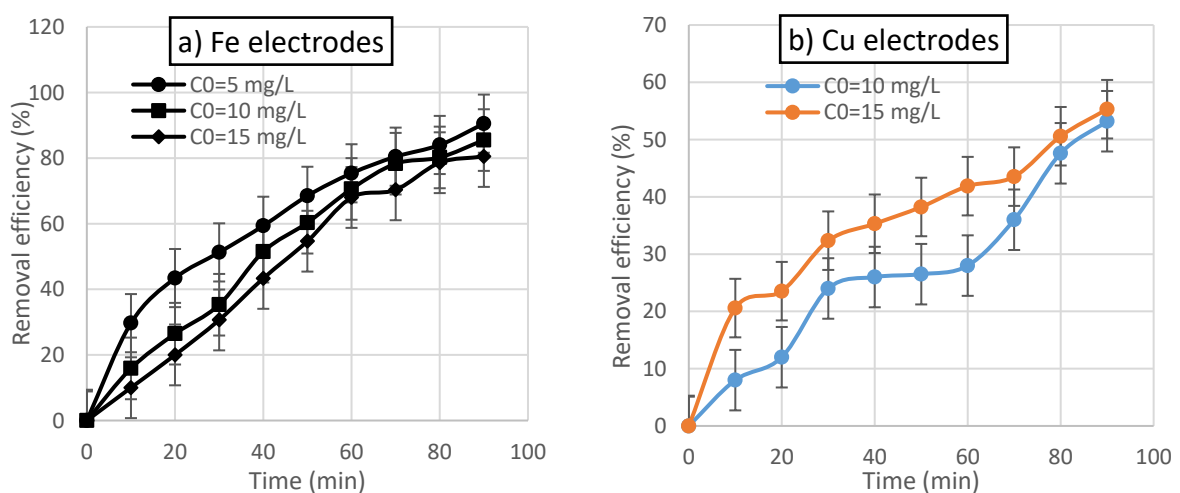 a) Fe electrodes
C0=5 mg/L
C0=10 mg/L
C0=15 mg/L
Removal efficiency (%)
120
100
80
60
40
20
0
0 20 40 60 80 100
Time (min)
b) Cu electrodes
C0=10 mg/L
C0=15 mg/L
Removal efficiency (%)
70
60
50
40
30
20
10
0
0 20 40 60 80 100
Time (min)